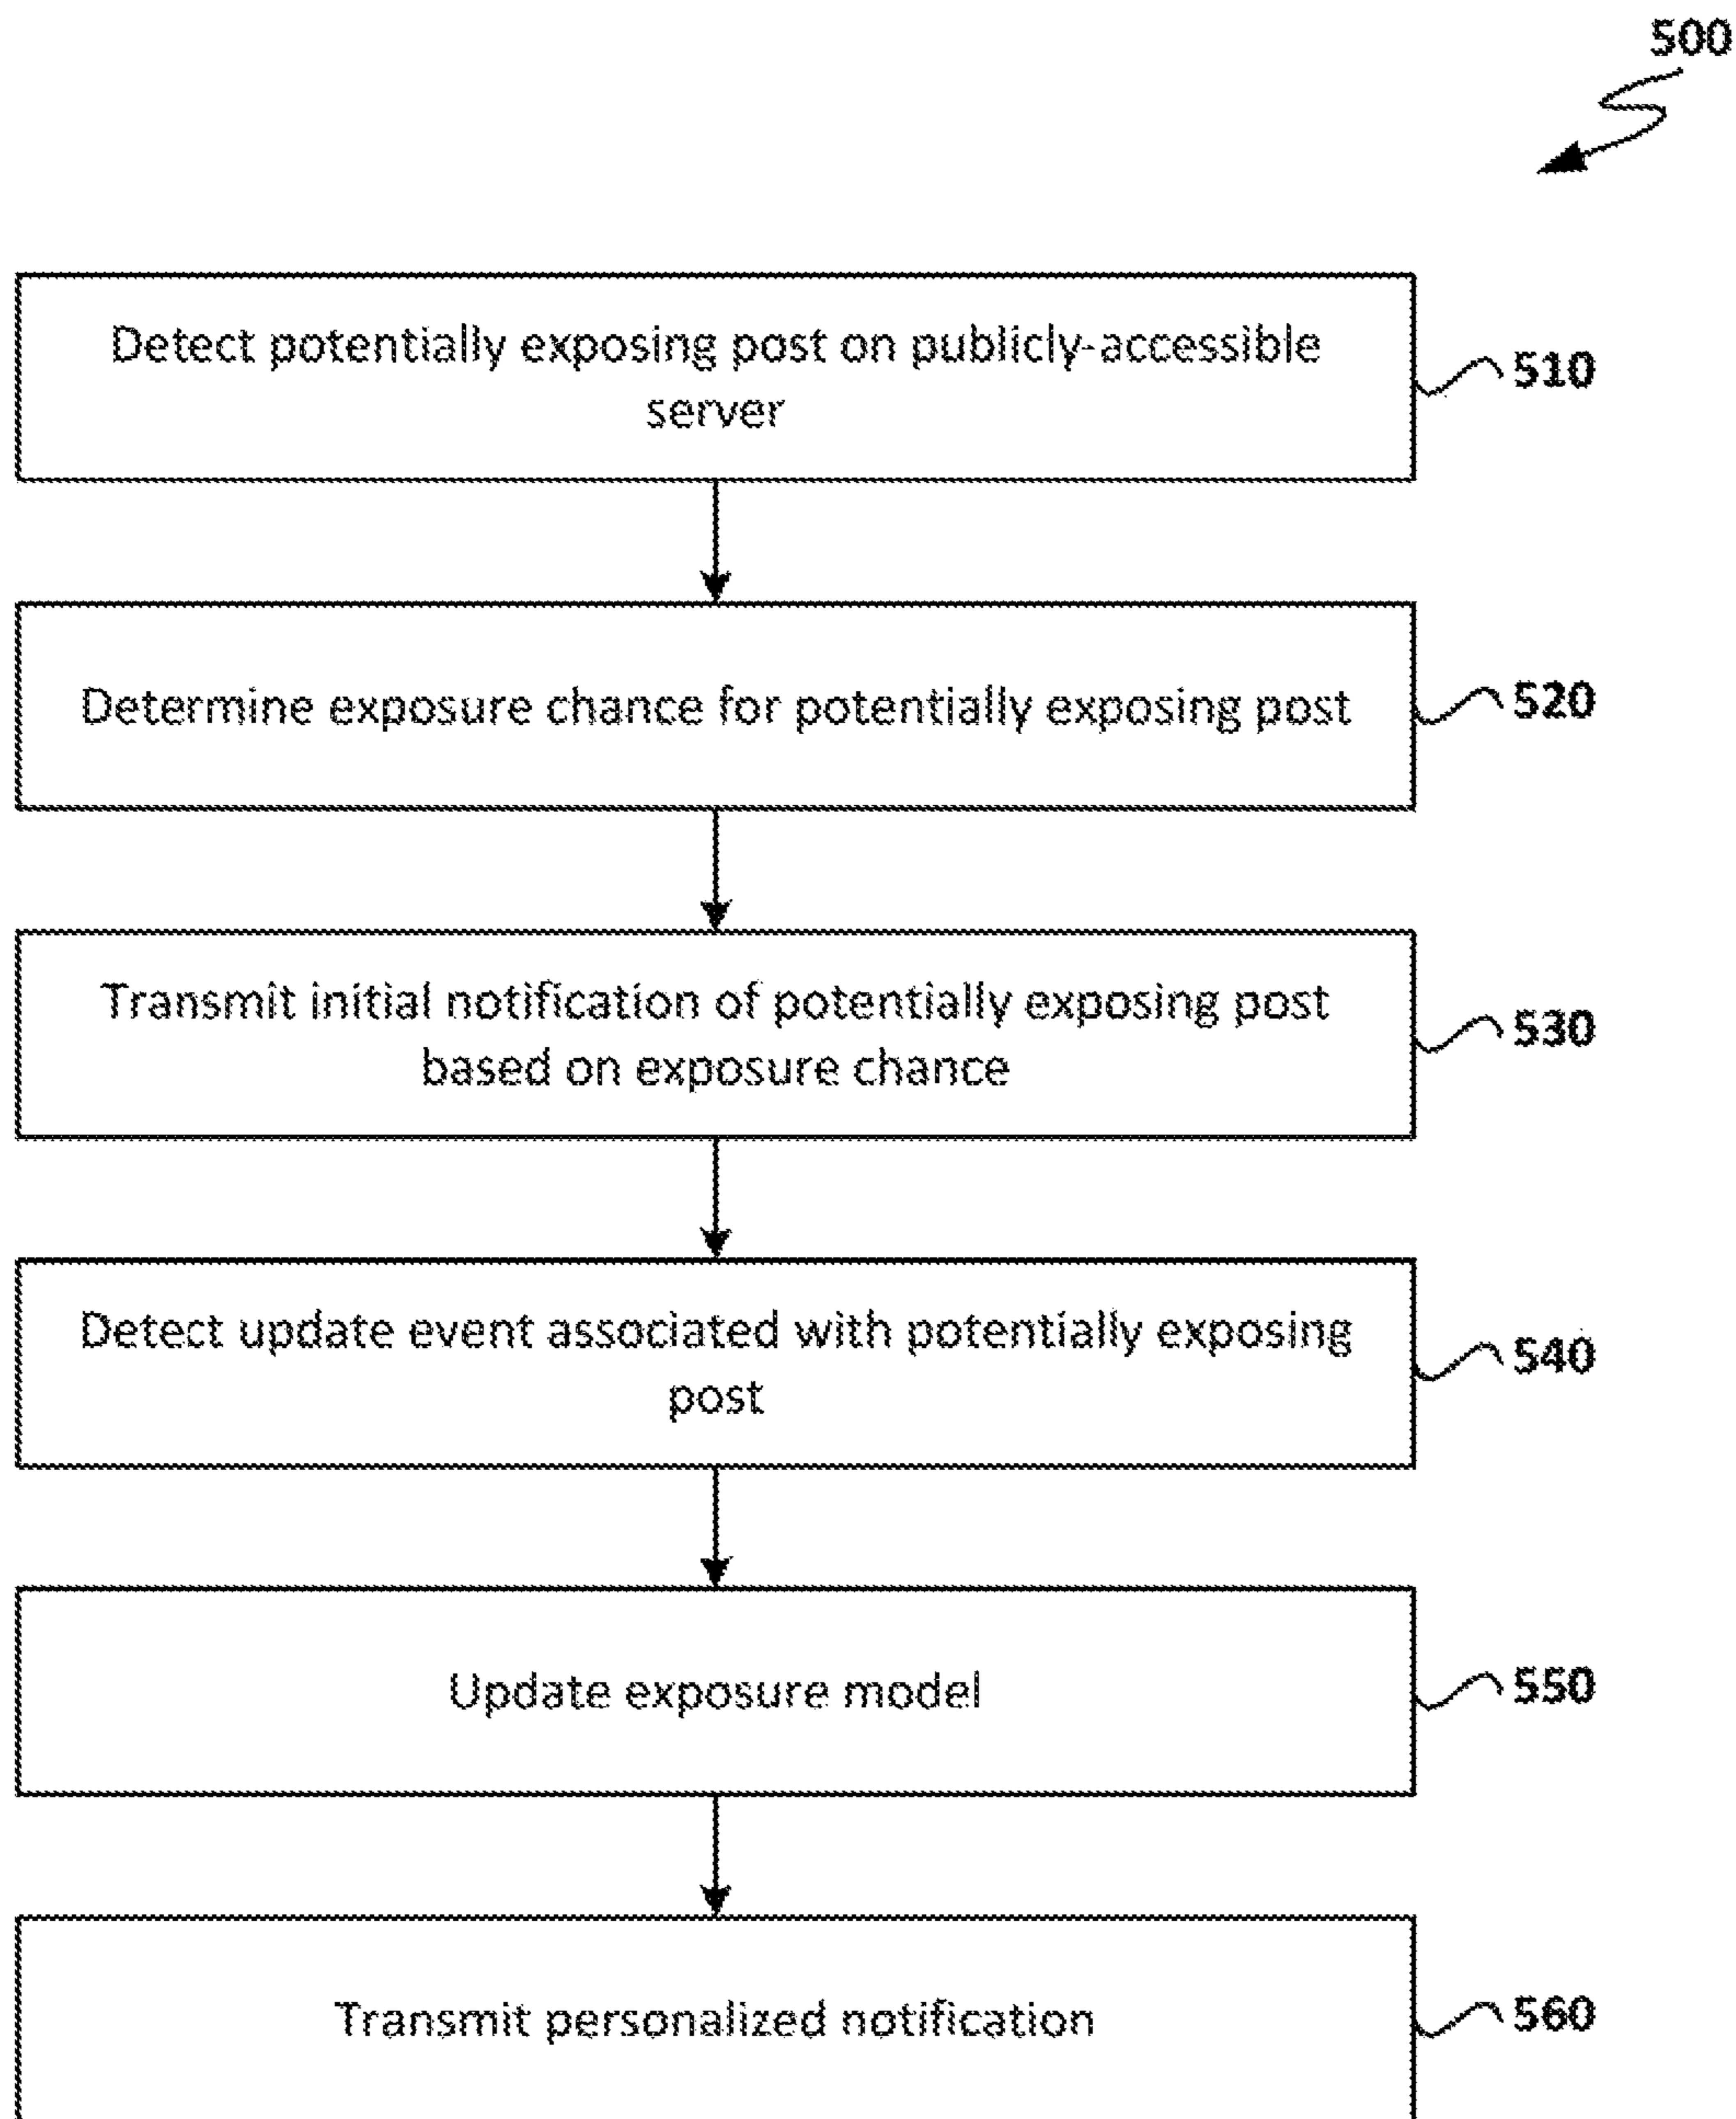 500
Detect potentially exposing post on publicly-accessible
server
510
Determine exposure chance for potentially exposing post
520
Transmit initial notification of potentially exposing post
based on exposure chance
530
Detect update event associated with potentially exposing
post
540
Update exposure model
550
Transmit personalized notification
560